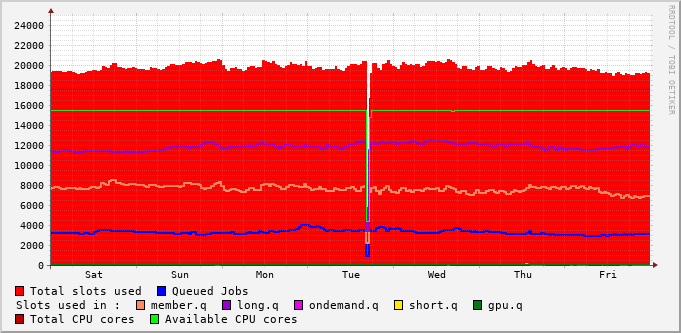 RRDTOOL / TOBI OETIKER
24000
22000
20000
18000
16000
14000
12000
10000
8000
6000
4000
2000
0
Sat Sun Mon Tue Wed Thu Fri
Total slots used Queued Jobs
Slots used in : member.q long.q ondemand.q short.q gpu.q
Total CPU cores Available CPU cores